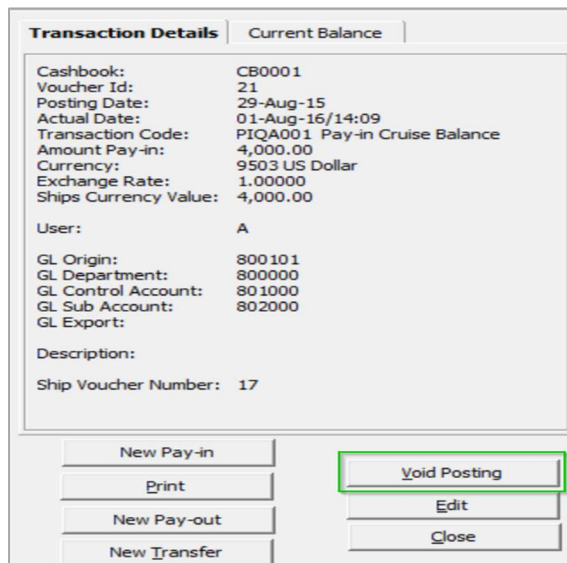 Transaction Details Current Balance
Cashbook: CB0001
Voucher Id: 21
Posting Date: 29-Aug-15
Actual Date: 01-Aug-16/14:09
Transaction Code: PIQA001 Pay-in Cruise Balance
Amount Pay-in: 4,000.00
Currency: 9503 US Dollar
Exchange Rate: 1.00000
Ships Currency Value: 4,000.00
User: A
GL Origin: 800101
GL Department: 800000
GL Control Account: 801000
GL Sub Account: 802000
GL Export:
Description:
Ship Voucher Number: 17
New Pay-in
Void Posting
Print
Edit
New Pay-out
Close
New Transfer